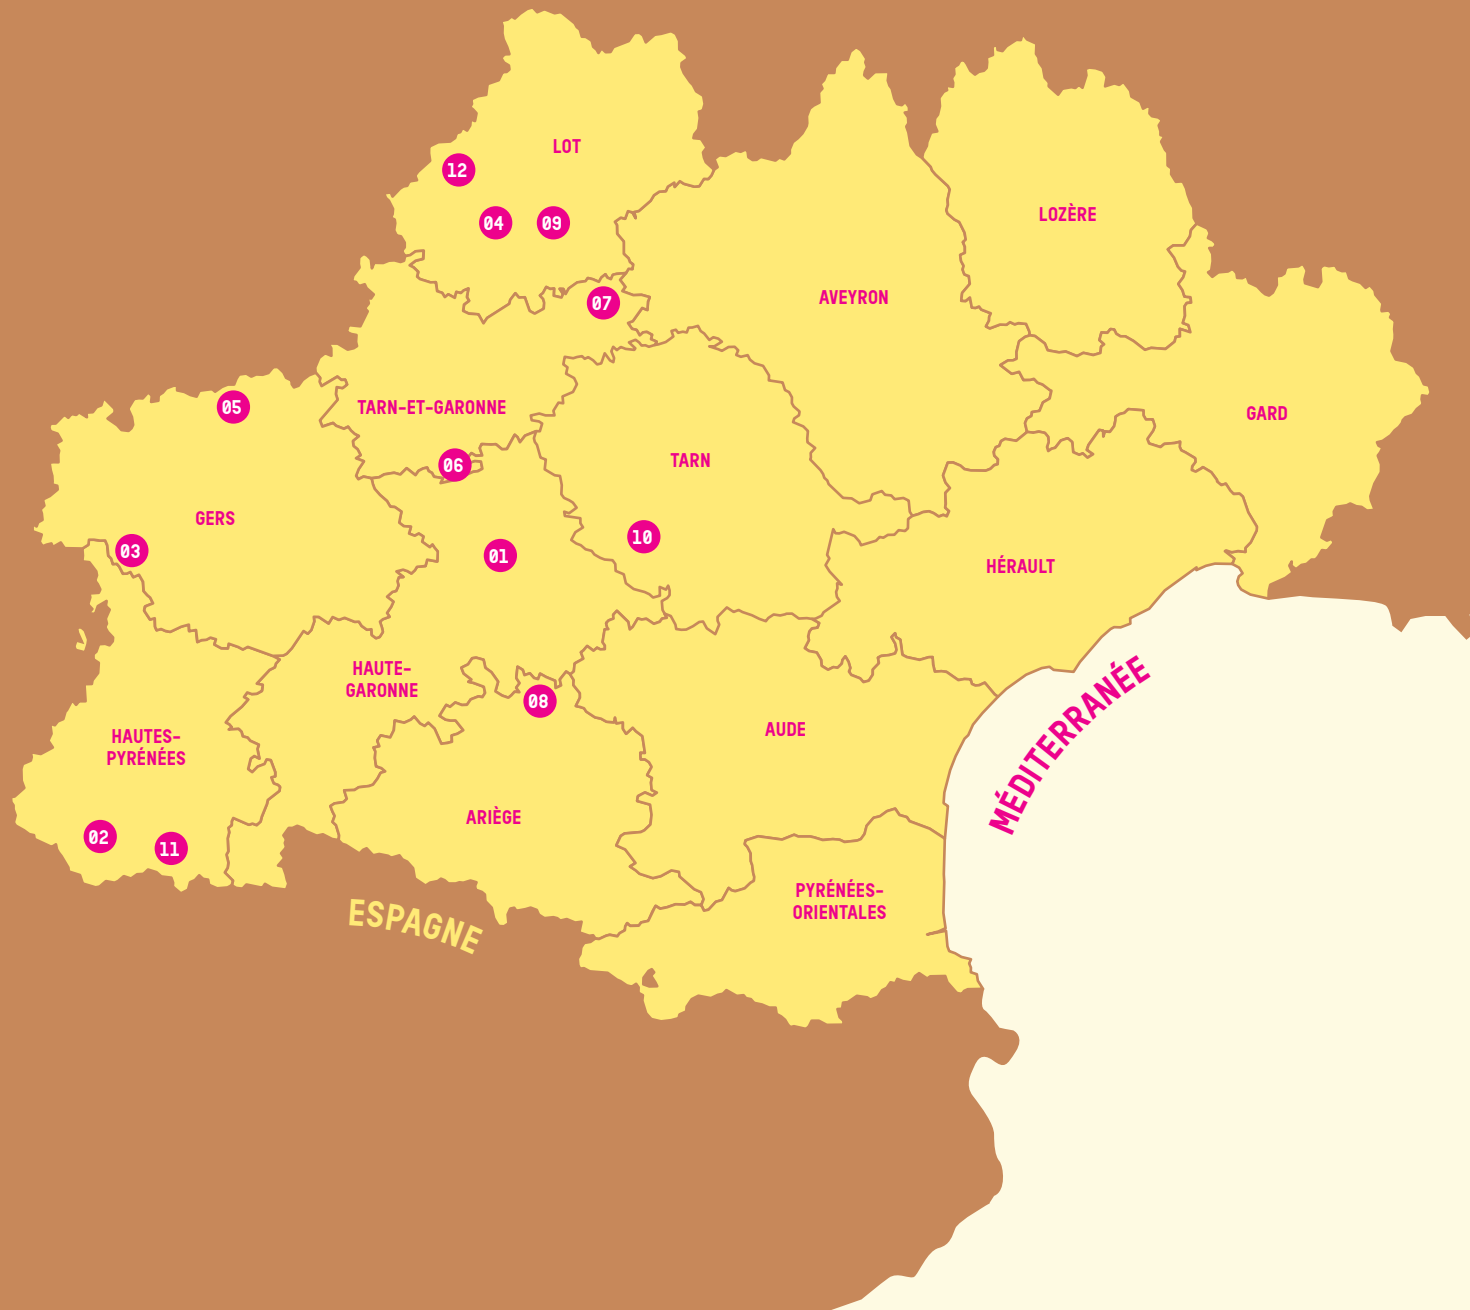 LOT
12
LOZÈRE
04
09
AVEYRON
07
05
TARN-ET-GARONNE
GARD
TARN
06
GERS
10
03
01
HÉRAULT
HAUTE-
GARONNE
MÉDITERRANÉE
08
AUDE
HAUTES-
PYRÉNÉES
ARIÈGE
02
11
PYRÉNÉES-
ORIENTALES
ESPAGNE